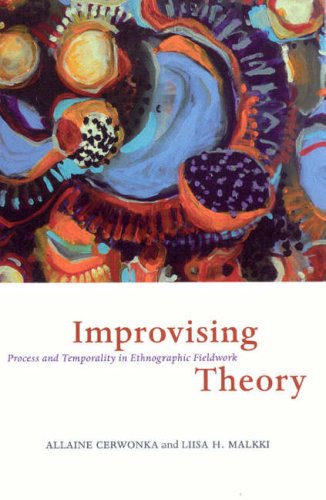 Improvising
Process and Temporality in Ethnographic Fieldwork
Theory
ALLAINE CERWONKA and LIISA H. MALKKI